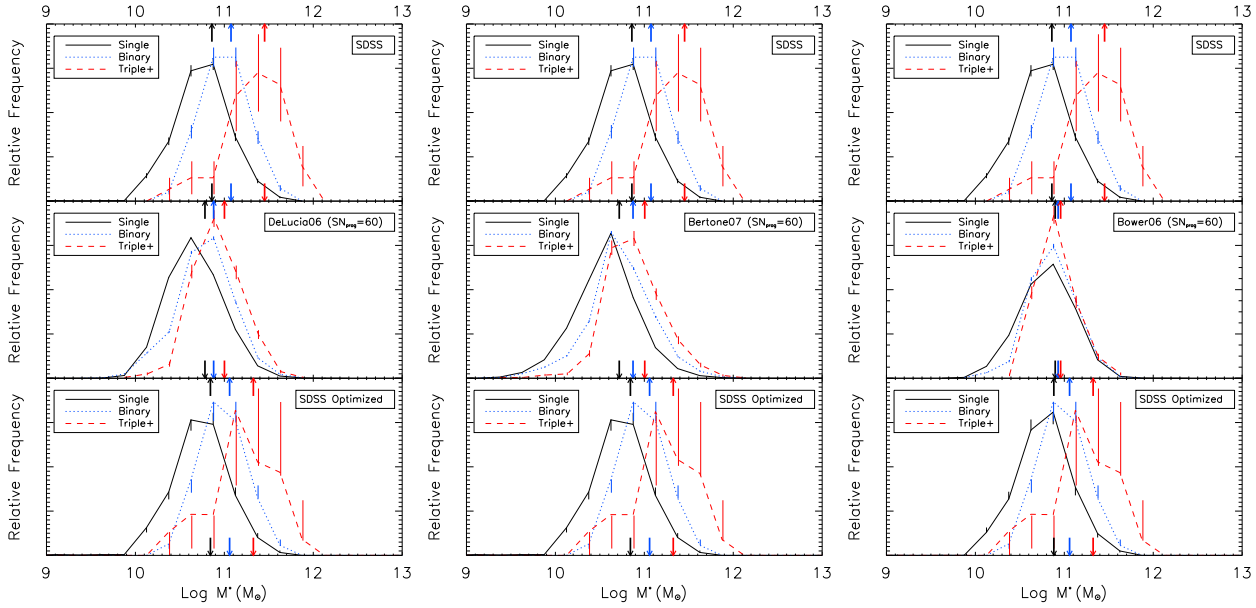 9 10 11 12 13 9 10 11 12 13 9 10 11 12 13
Relative Frequency
Single
Binary
Triple+
SDSS
Relative Frequency
Single
Binary
Triple+
SDSS
Relative Frequency
Single
Binary
Triple+
SDSS
Relative Frequency
Single
Binary
Triple+
DeLucia06 (SNprog=60)
Relative Frequency
Single
Binary
Triple+
Bertone07 (SNprog=60)
Relative Frequency
Single
Binary
Triple+
Bower06 (SNprog=60)
Relative Frequency
Single
Binary
Triple+
SDSS Optimized
Relative Frequency
Single
Binary
Triple+
SDSS Optimized
Relative Frequency
Single
Binary
Triple+
SDSS Optimized
9 10 11 12 13 9 10 11 12 13 9 10 11 12 13
Log M*(M⊙) Log M*(M⊙) Log M*(M⊙)